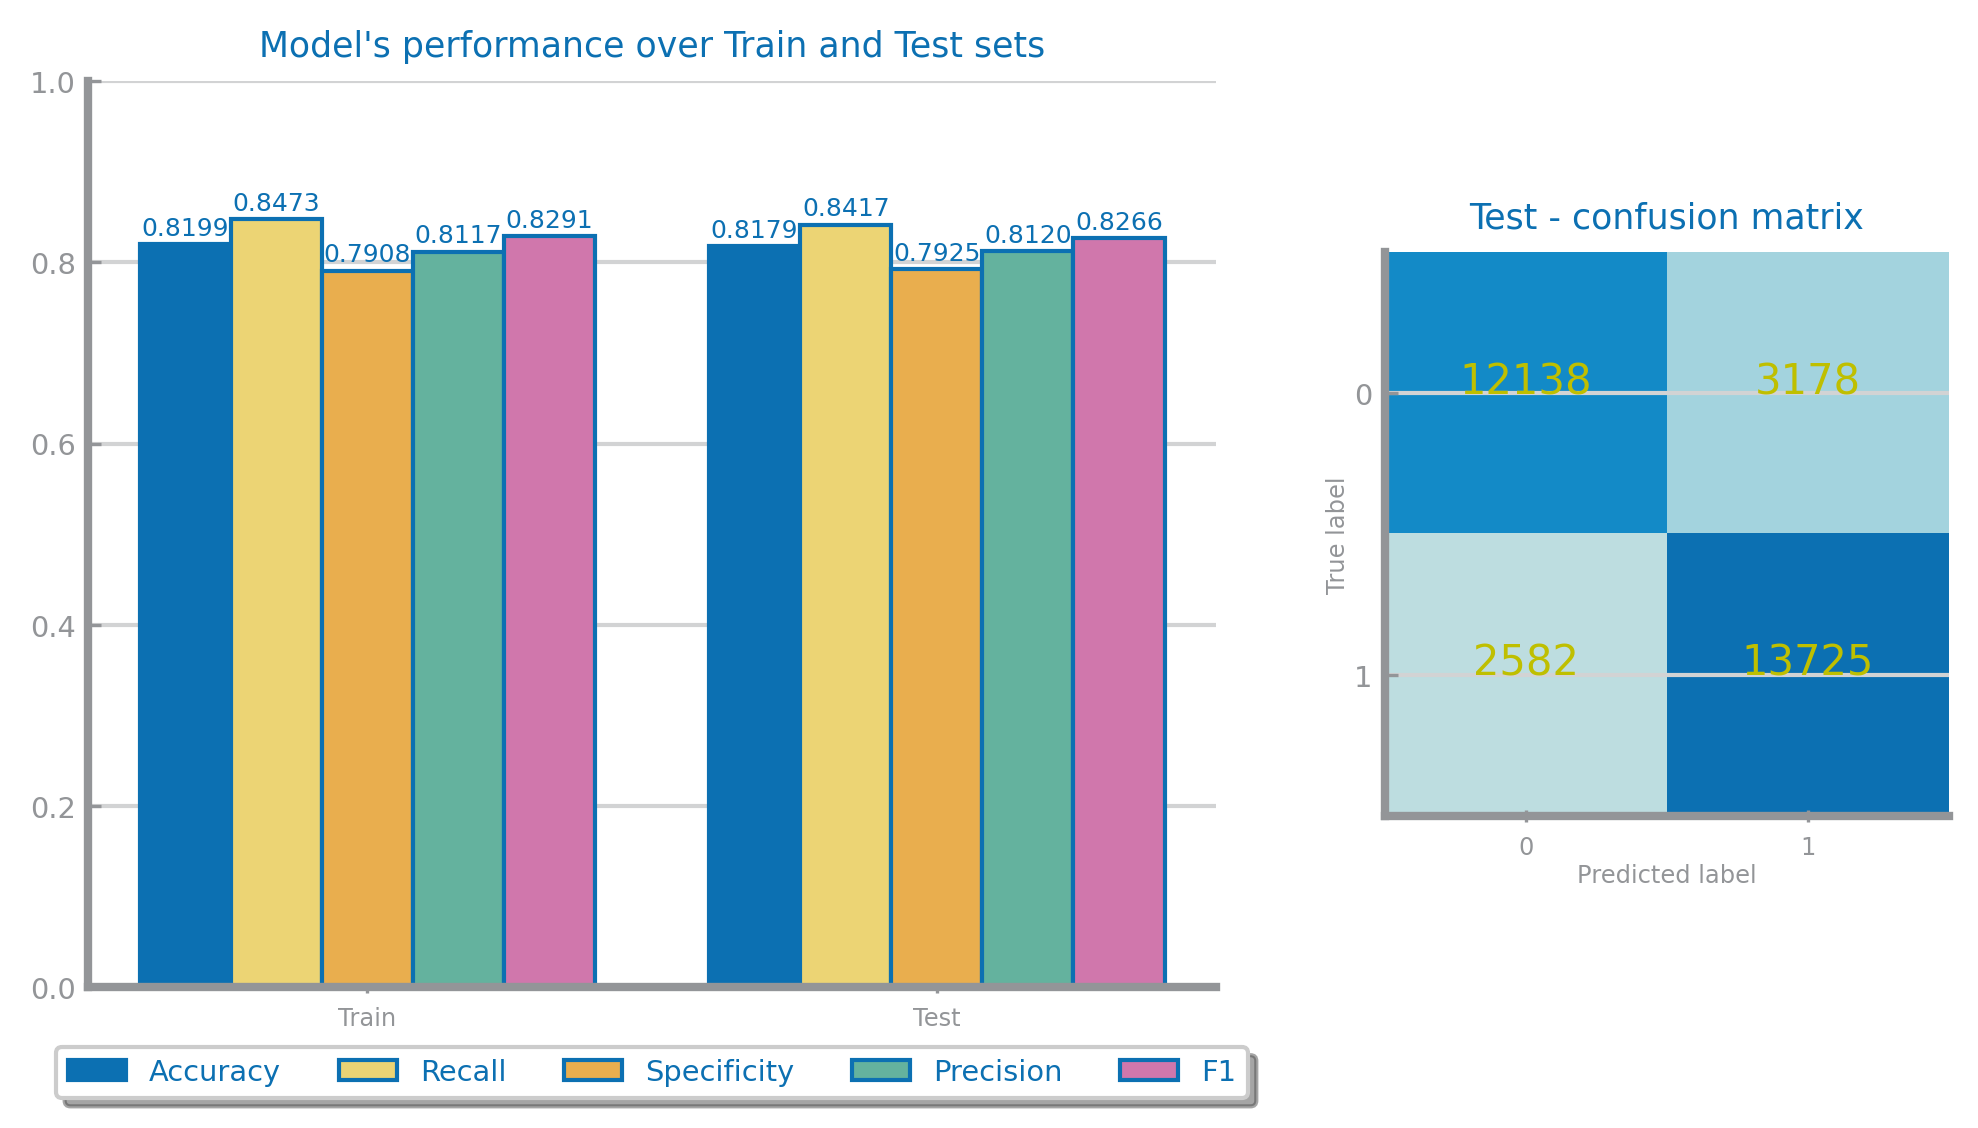 Model's performance over Train and Test sets
1.0
0.8
0.6
0.4
0.2
0.0
0.8199 0.8473 0.7908 0.8117 0.8291
0.8179 0.8417 0.7925 0.8120 0.8266
Train Test
Accuracy Recall Specificity Precision F1
Test - confusion matrix
True label
0 12138 3178
1 2582 13725
0 1
Predicted label